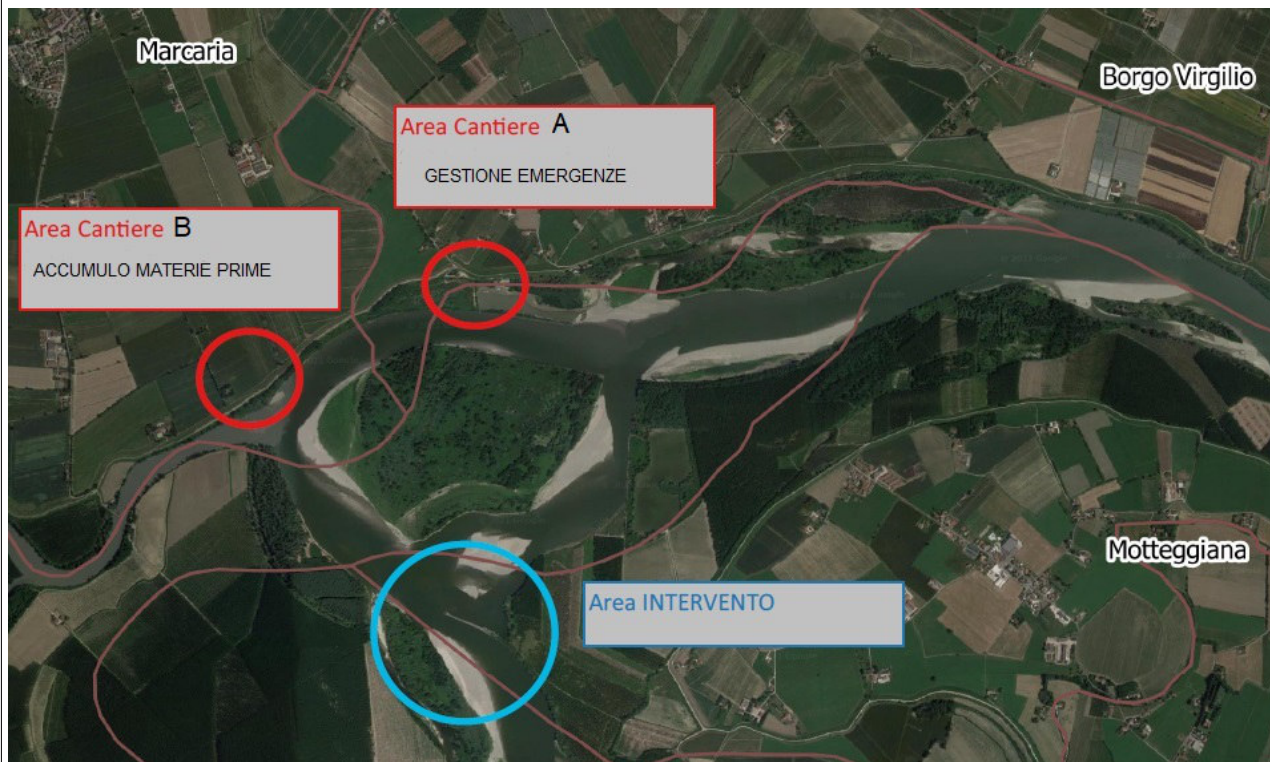 Marcaria
Borgo Virgilio
Area Cantiere A
GESTIONE EMERGENZE
Area Cantiere B
ACCUMULO MATERIE PRIME
Motteggiana
Area INTERVENTO